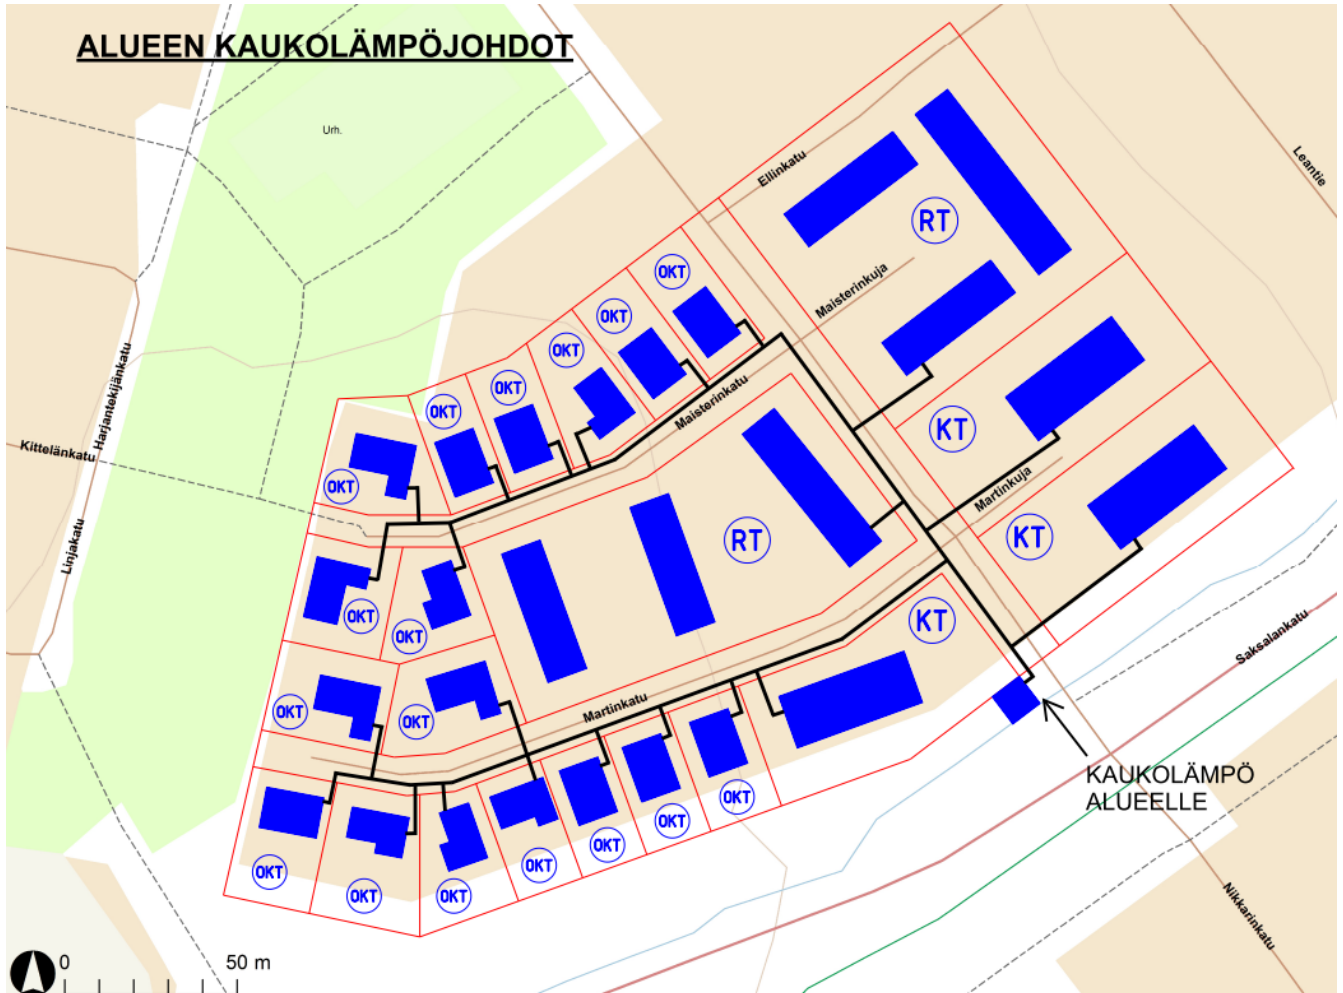 ALUEEN KAUKOLÄMPÖJOHDOT
Urh.
Ellinkatu
Leantie
RT
OKT
Maisterinkuja
OKT
OKT
OKT
OKT
Maisterinkatu
Harjantekijänkatu
Kittelänkatu
KT
OKT
Martinkuja
Linjakatu
RT
KT
OKT
OKT
KT
Saksalankatu
OKT
OKT
Martinkatu
KAUKOLÄMPÖ
ALUEELLE
OKT
OKT
OKT
OKT
OKT
OKT
OKT
Nikkarinkatu
0
50 m